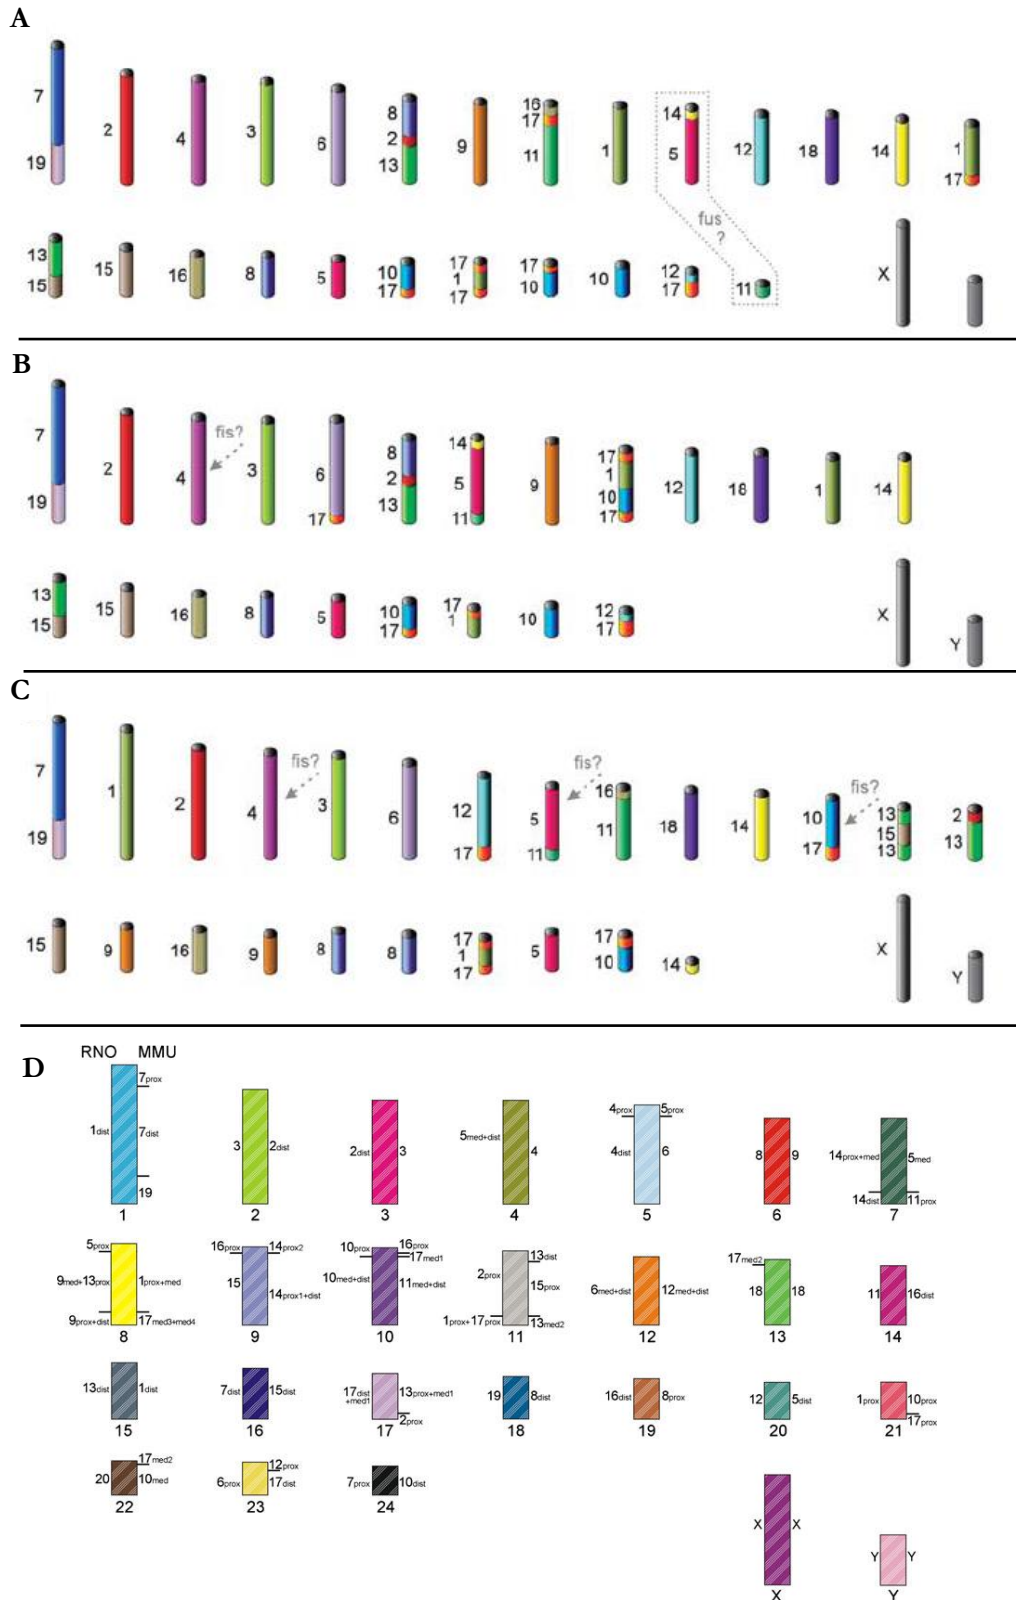 A
7 19 2 4 3 6 8 2 13 9 16 17 11 1 14 5 12 18 14 1 17
fus ?
13 15 15 16 8 5 10 17 17 1 17 17 10 10 12 17 11 X
B
7 19 2 4 fis? 3 6 17 8 2 13 14 5 11 9 17 1 10 17 12 18 1 14
13 15 15 16 8 5 10 17 17 1 10 12 17 X Y
C
7 19 1 2 4 fis? 3 6 12 17 5 11 fis? 16 11 18 14 10 17 fis? 13 15 13 2 13
15 9 16 9 8 8 17 1 17 5 17 10 14 X Y
D
RNO MMU
1dist 7prox 7dist 19 3 2dist 2dist 3 5med+dist 4 4prox 4dist 5prox 6 8 9 14prox+med 14dist 5med 11prox
1 2 3 4 5 6 7
5prox 9med+13prox 9prox+dist 1prox+med 17med3+med4 16prox 15 14prox2 14prox1+dist 10prox 10med+dist 16prox 17med1 11med+dist 2prox 1prox+17prox 13dist 15prox 13med2 6med+dist 12med+dist 17med2 18 18 11 16dist
8 9 10 11 12 13 14
13dist 1dist 7dist 15dist 17dist +med1 13prox+med1 2prox 19 8dist 16dist 8prox 12 5dist 1prox 10prox 17prox
15 16 17 18 19 20 21
20 17med2 10med 6prox 12prox 17dist 7prox 10dist
22 23 24
X X Y Y
X Y